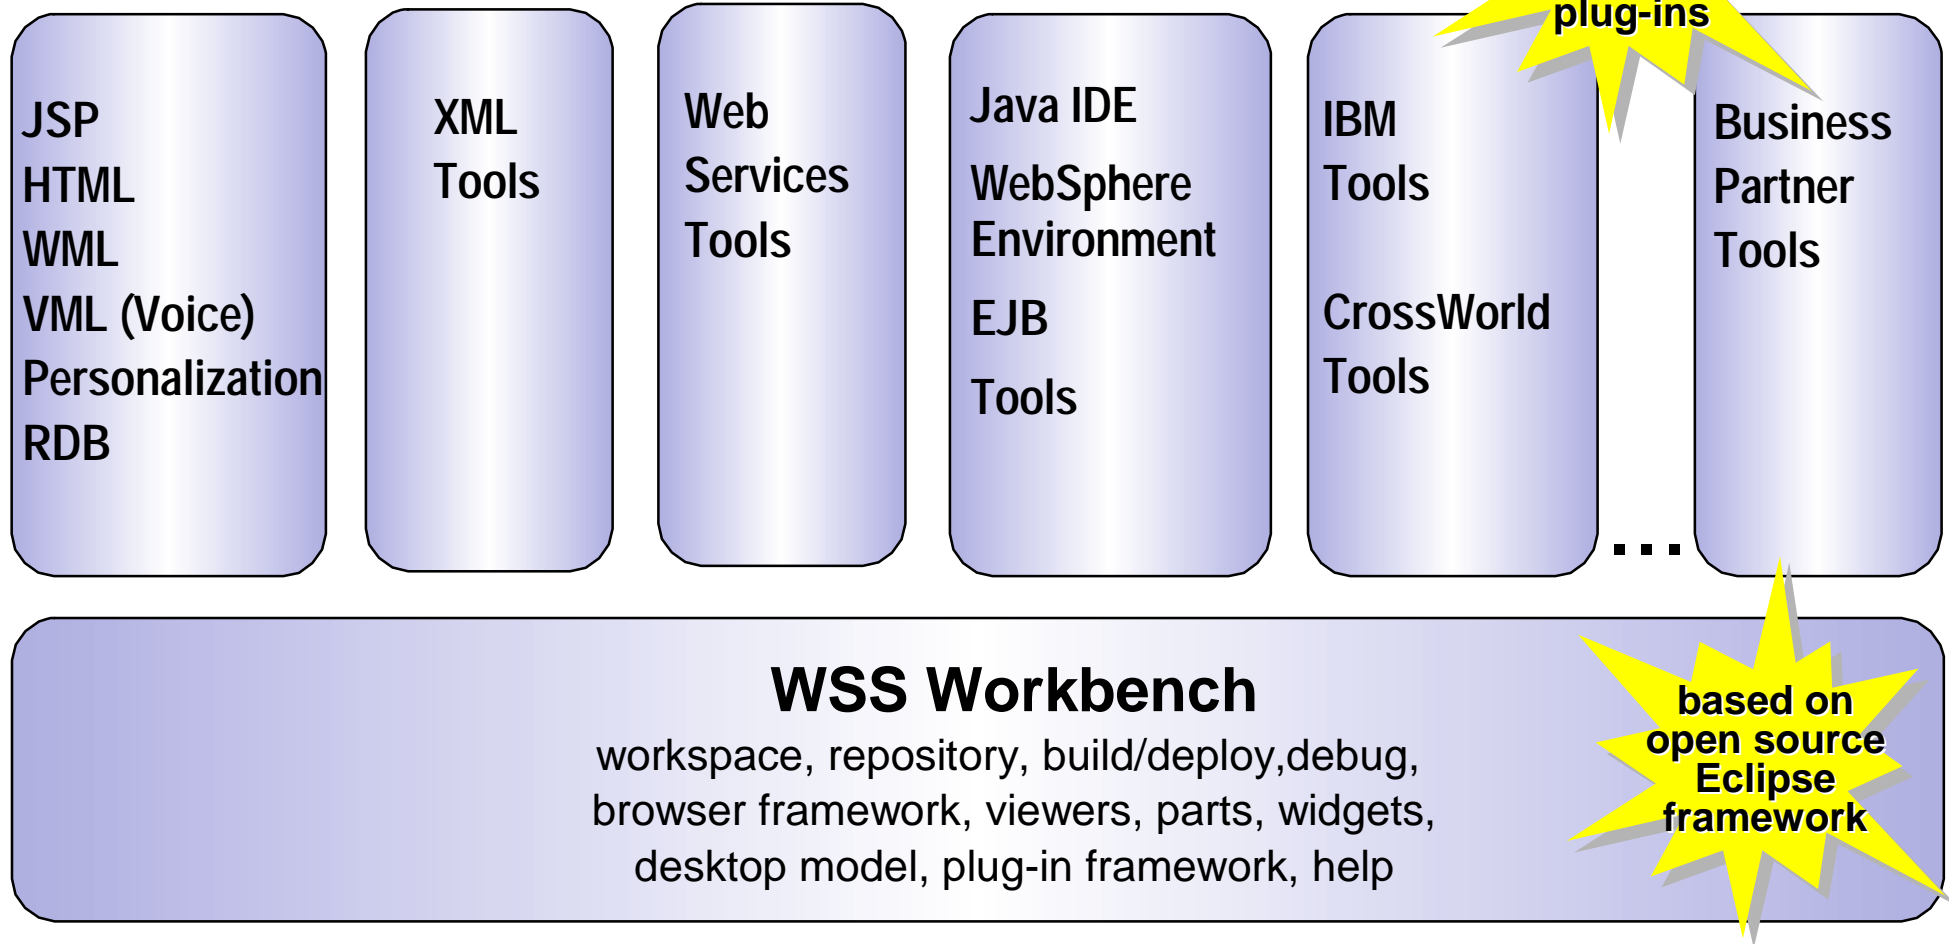 plug-ins
JSP
HTML
WML
VML (Voice)
Personalization
RDB
XML
Tools
Web
Services
Tools
Java IDE
WebSphere
Environment
EJB
Tools
IBM
Tools
CrossWorld
Tools
...
Business
Partner
Tools
WSS Workbench
workspace, repository, build/deploy,debug,
browser framework, viewers, parts, widgets,
desktop model, plug-in framework, help
based on
open source
Eclipse
framework